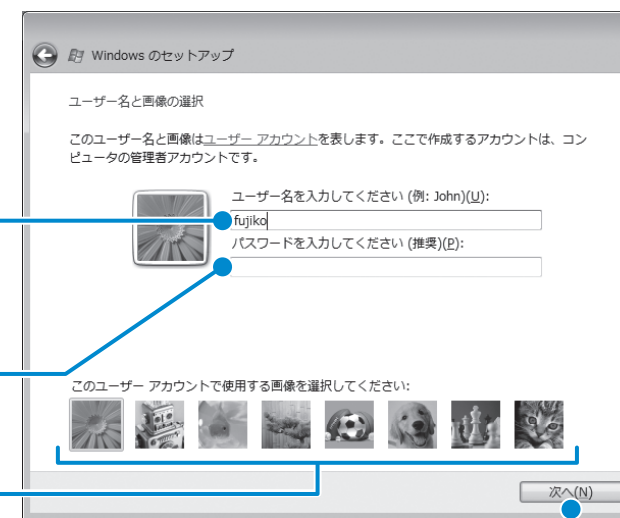 Windows のセットアップ
ユーザー名と画像の選択
このユーザー名と画像はユーザー アカウントを表します。ここで作成するアカウントは、コン
ピュータの管理者アカウントです。
ユーザー名を入力してください (例: John)(U):
fujiko
パスワードを入力してください (推奨)(P):
このユーザー アカウントで使用する画像を選択してください:
次へ(N)